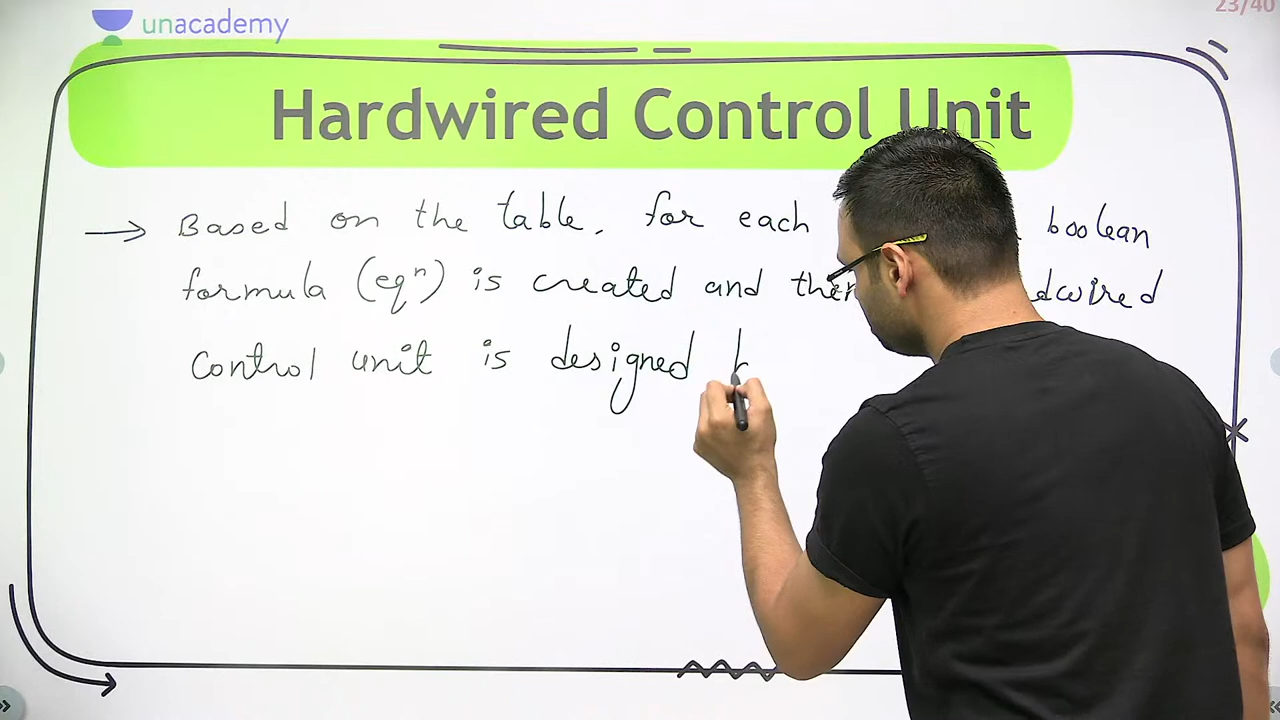 23/40
unacademy
Hardwired Control Unit
→ Based on the table, for each boolean
formula (eqⁿ) is created and then
control unit is designed